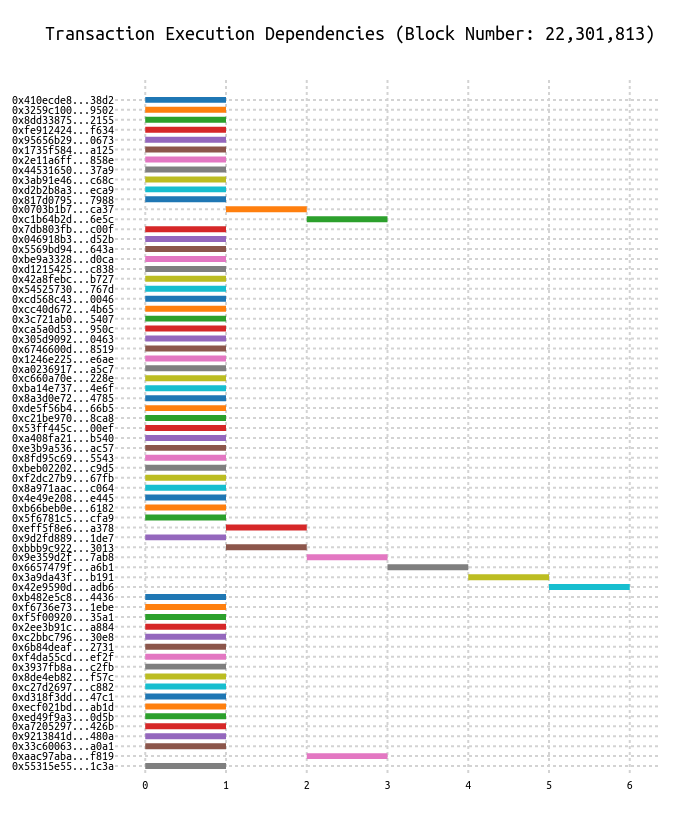 Transaction Execution Dependencies (Block Number: 22,301,813)
0x410ecde8...38d2
0x3259c100...9502
0x8dd33875...2155
0xfe912424...f634
0x95656b29...0673
0x1735f584...a125
0x2e11a6ff...858e
0x44531650...37a9
0x3ab91e46...c68c
0xd2b2b8a3...eca9
0x817d0795...7988
0x0703b1b7...ca37
0xc1b64b2d...6e5c
0x7db803fb...c00f
0x046918b3...d52b
0x5569bd94...643a
0xbe9a3328...d0ca
0xd1215425...c838
0x42a8febc...b727
0x54525730...767d
0xcd568c43...0046
0xcc40d672...4b65
0x3c721ab0...5407
0xca5a0d53...950c
0x305d9092...0463
0x6746600d...8519
0x1246e225...e6ae
0xa0236917...a5c7
0xc660a70e...228e
0xba14e737...4e6f
0x8a3d0e72...4785
0xde5f56b4...66b5
0xc21be970...8ca8
0x53ff445c...00ef
0xa408fa21...b540
0xe3b9a536...ac57
0x8fd95c69...5543
0xbeb02202...c9d5
0xf2dc27b9...67fb
0x8a971aac...c064
0x4e49e208...e445
0xb66beb0e...6182
0x5f6781c5...cfa9
0xeff5f8e6...a378
0x9d2fd889...1de7
0xbbb9c922...3013
0x9e359d2f...7ab8
0x6657479f...a6b1
0x3a9da43f...b191
0x42e9590d...adb6
0xb482e5c8...4436
0xf6736e73...1ebe
0xf5f00920...35a1
0x2ee3b91c...a884
0xc2bbc796...30e8
0x6b84deaf...2731
0xf4da55cd...ef2f
0x3937fb8a...c2fb
0x8de4eb82...f57c
0xc27d2697...c882
0xd318f3dd...47c1
0xecf021bd...ab1d
0xed49f9a3...0d5b
0xa7205297...426b
0x9213841d...480a
0x33c60063...a0a1
0xaac97aba...f819
0x55315e55...1c3a
0 1 2 3 4 5 6